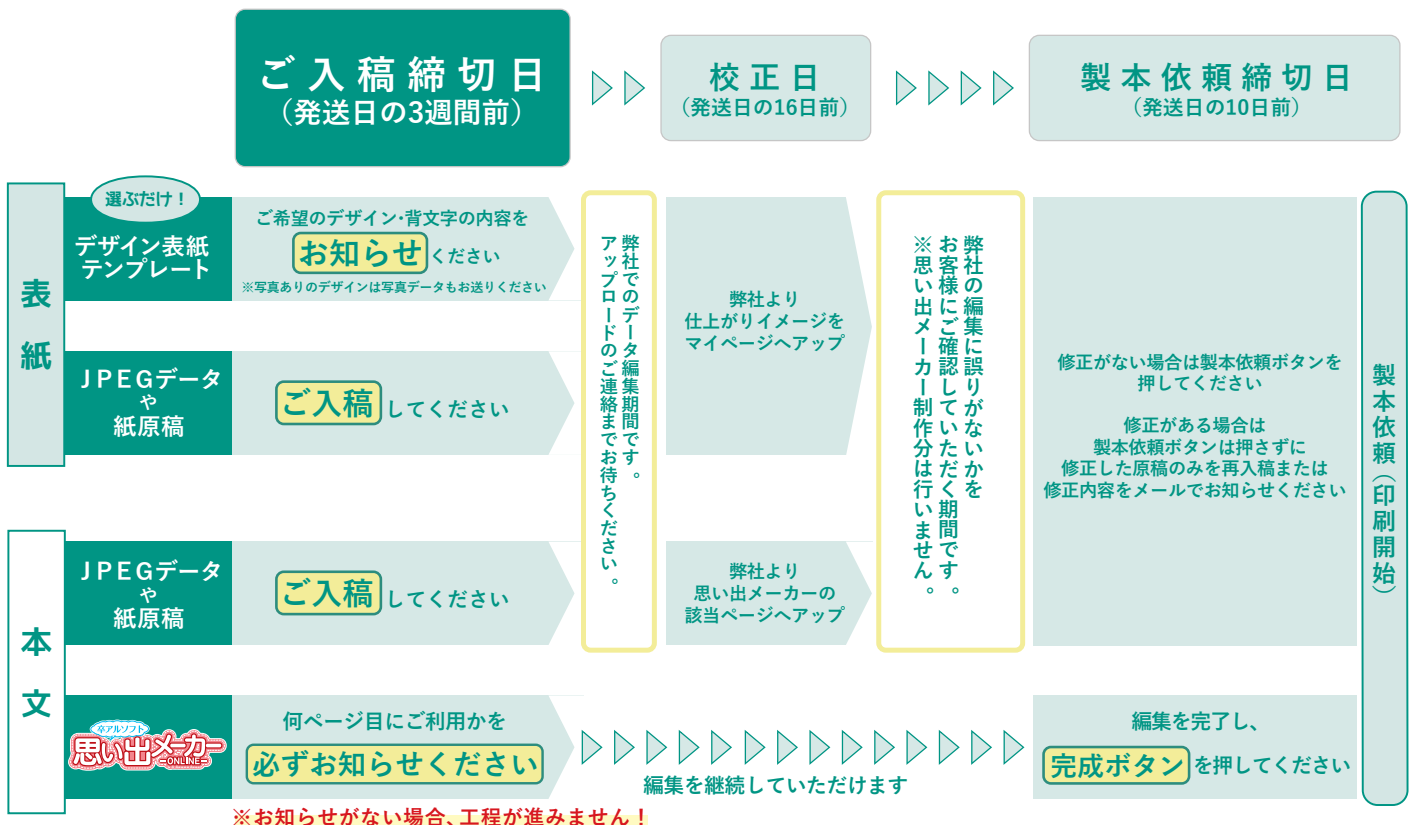 ご入稿締切日
（発送日の3週間前）
校正日
（発送日の16日前）
製本依頼締切日
（発送日の10日前）
表紙
選ぶだけ！
デザイン表紙
テンプレート
ご希望のデザイン・背文字の内容を
お知らせください
※写真ありのデザインは写真データもお送りください
JPEGデータ
や
紙原稿
ご入稿してください
弊社でのデータ編集期間です。
アップロードのご連絡までお待ちください。
弊社より
仕上がりイメージを
マイページへアップ
弊社の編集に誤りがないかを
お客様にご確認していただく期間です。
※思い出メーカー制作分は行いません。
修正がない場合は製本依頼ボタンを
押してください
修正がある場合は
製本依頼ボタンは押さずに
修正した原稿のみを再入稿または
修正内容をメールでお知らせください
製本依頼（印刷開始）
本文
JPEGデータ
や
紙原稿
ご入稿してください
弊社より
思い出メーカーの
該当ページへアップ
卒アルソフト
思い出メーカー
-ONLINE-
何ページ目にご利用かを
必ずお知らせください
編集を継続していただけます
編集を完了し、
完成ボタンを押してください
※お知らせがない場合、工程が進みません！